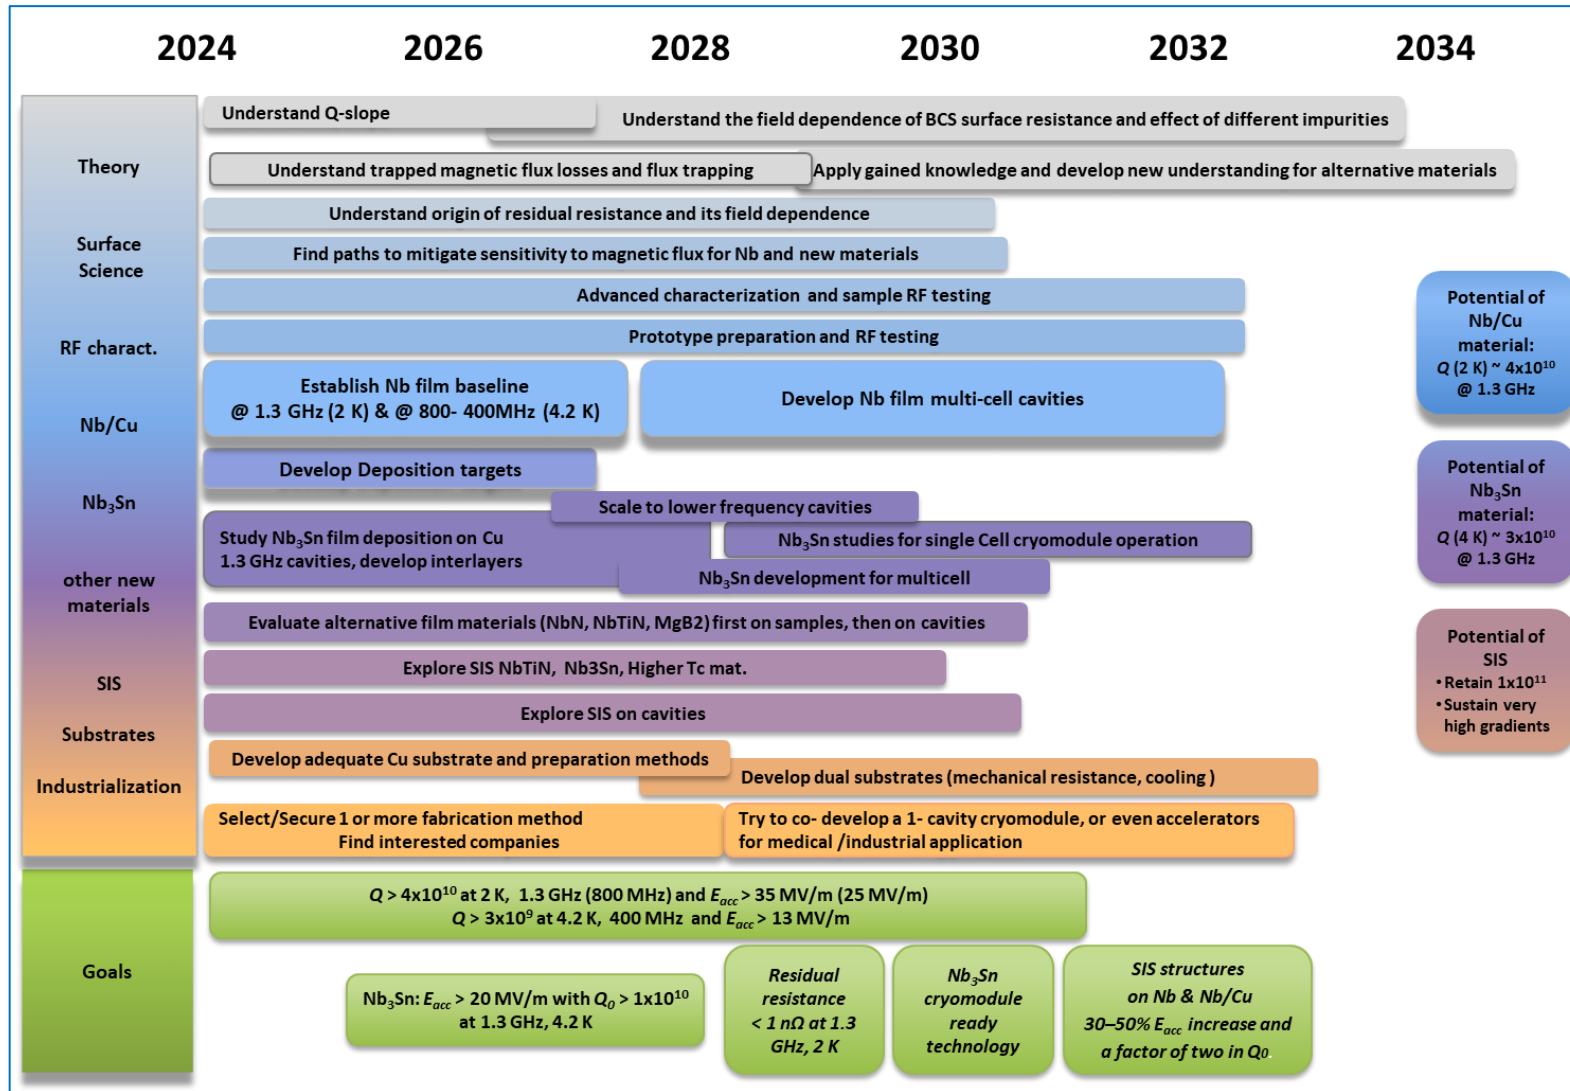 2024 2026 2028 2030 2032 2034
Theory
Surface
Science
RF charact.
Nb/Cu
Nb₃Sn
other new
materials
SIS
Substrates
Industrialization
Goals
Understand Q-slope
Understand the field dependence of BCS surface resistance and effect of different impurities
Understand trapped magnetic flux losses and flux trapping
Apply gained knowledge and develop new understanding for alternative materials
Understand origin of residual resistance and its field dependence
Find paths to mitigate sensitivity to magnetic flux for Nb and new materials
Advanced characterization and sample RF testing
Prototype preparation and RF testing
Establish Nb film baseline
@ 1.3 GHz (2 K) & @ 800- 400MHz (4.2 K)
Develop Nb film multi-cell cavities
Develop Deposition targets
Scale to lower frequency cavities
Study Nb₃Sn film deposition on Cu
1.3 GHz cavities, develop interlayers
Nb₃Sn studies for single Cell cryomodule operation
Nb₃Sn development for multicell
Evaluate alternative film materials (NbN, NbTiN, MgB2) first on samples, then on cavities
Explore SIS NbTiN, Nb3Sn, Higher Tc mat.
Explore SIS on cavities
Develop adequate Cu substrate and preparation methods
Develop dual substrates (mechanical resistance, cooling )
Select/Secure 1 or more fabrication method
Find interested companies
Try to co- develop a 1- cavity cryomodule, or even accelerators
for medical /industrial application
Q > 4x10¹⁰ at 2 K, 1.3 GHz (800 MHz) and E_acc > 35 MV/m (25 MV/m)
Q > 3x10⁹ at 4.2 K, 400 MHz and E_acc > 13 MV/m
Nb₃Sn: E_acc > 20 MV/m with Q₀ > 1x10¹⁰
at 1.3 GHz, 4.2 K
Residual
resistance
< 1 nΩ at 1.3
GHz, 2 K
Nb₃Sn
cryomodule
ready
technology
SIS structures
on Nb & Nb/Cu
30–50% E_acc increase and
a factor of two in Q₀.
Potential of
Nb/Cu
material:
Q (2 K) ~ 4x10¹⁰
@ 1.3 GHz
Potential of
Nb₃Sn
material:
Q (4 K) ~ 3x10¹⁰
@ 1.3 GHz
Potential of
SIS
• Retain 1x10¹¹
• Sustain very
high gradients